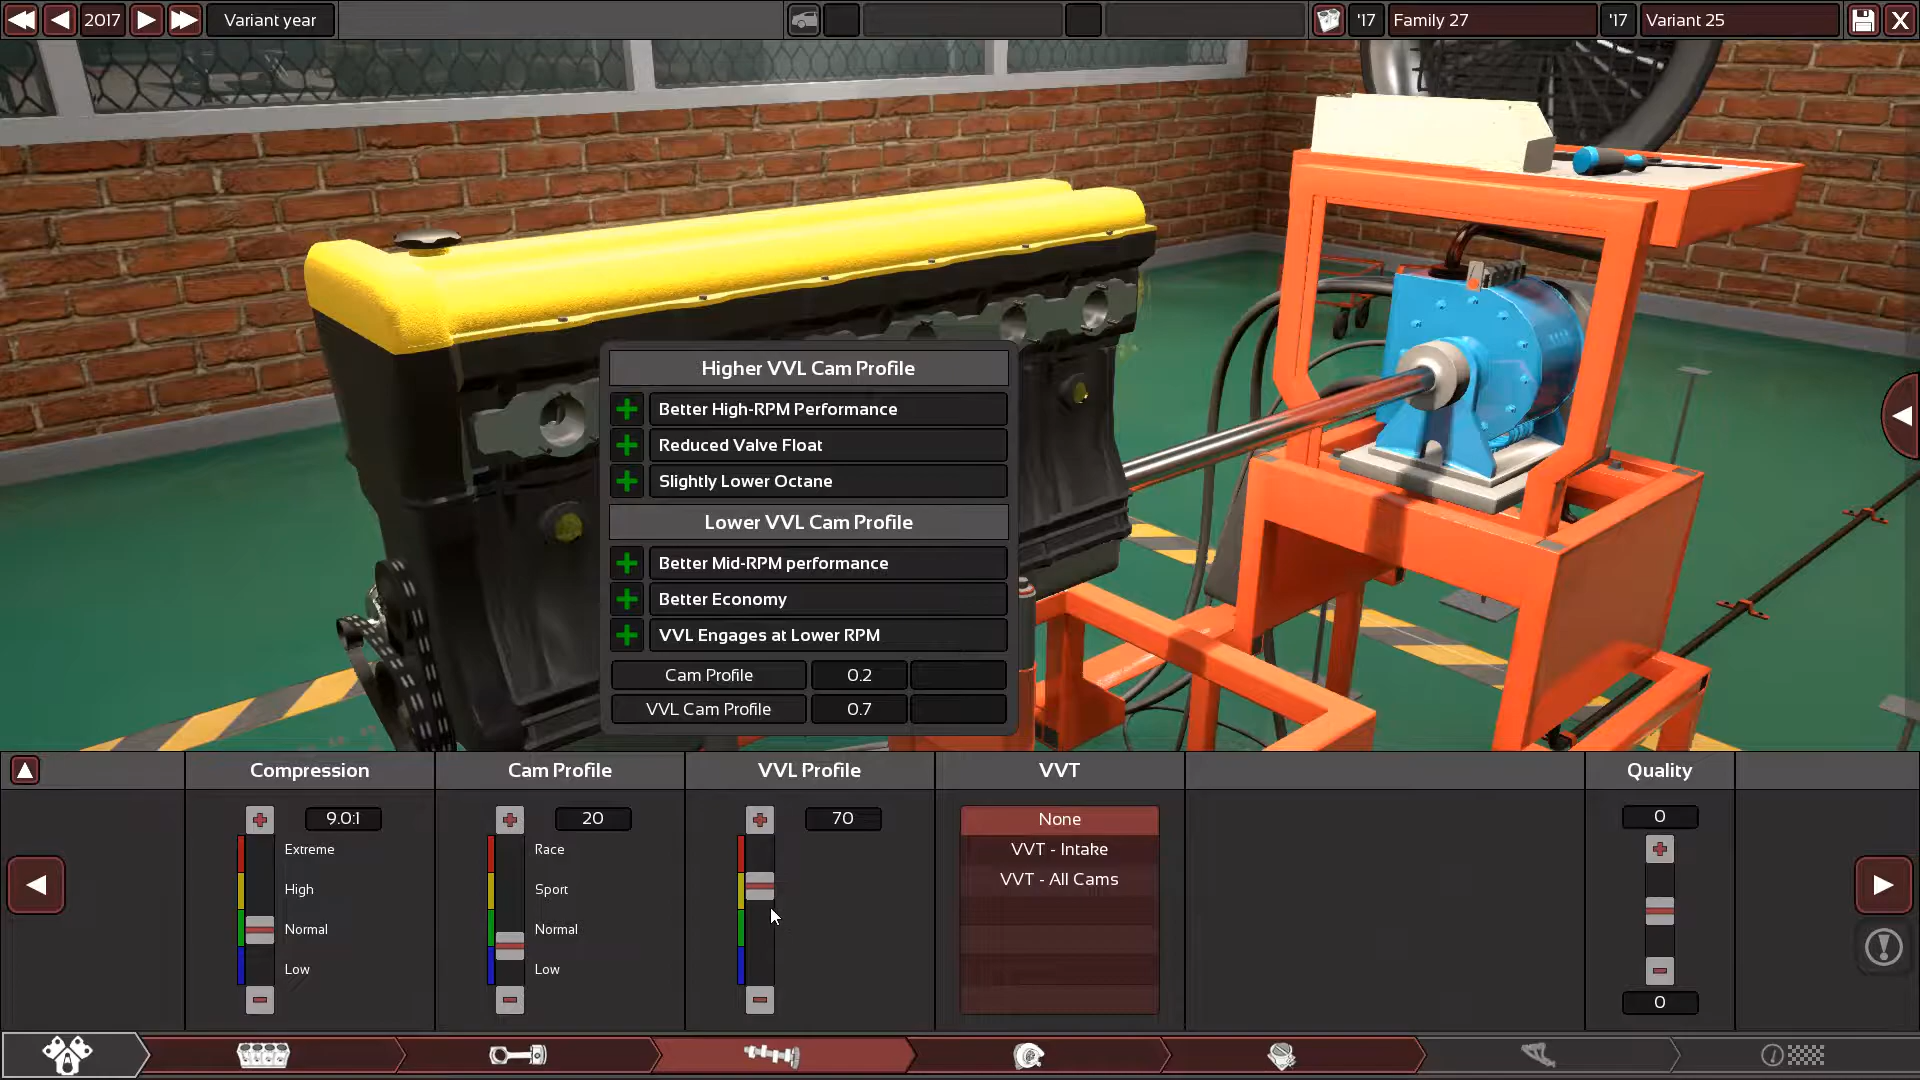 2017
Variant year
'17
Family 27
'17
Variant 25
X
Higher VVL Cam Profile
Better High-RPM Performance
Reduced Valve Float
Slightly Lower Octane
Lower VVL Cam Profile
Better Mid-RPM performance
Better Economy
VVL Engages at Lower RPM
Cam Profile 0.2
VVL Cam Profile 0.7
Compression
9.0:1
Extreme
High
Normal
Low
Cam Profile
20
Race
Sport
Normal
Low
VVL Profile
70
VVT
None
VVT - Intake
VVT - All Cams
Quality
0
0